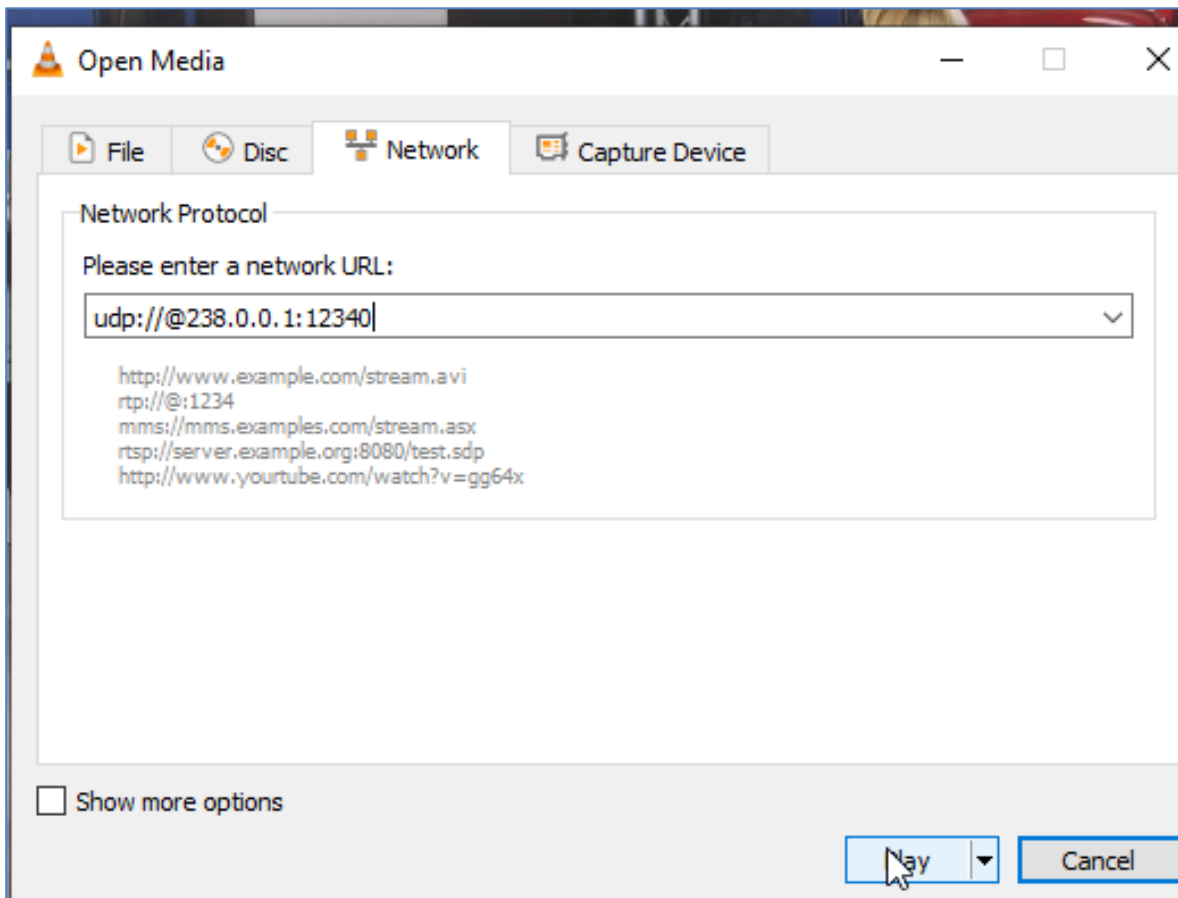 Open Media
File Disc Network Capture Device
Network Protocol
Please enter a network URL:
udp://@238.0.0.1:12340
http://www.example.com/stream.avi
rtp://@:1234
mms://mms.examples.com/stream.asx
rtsp://server.example.org:8080/test.sdp
http://www.yourtube.com/watch?v=gg64x
Show more options
Play Cancel